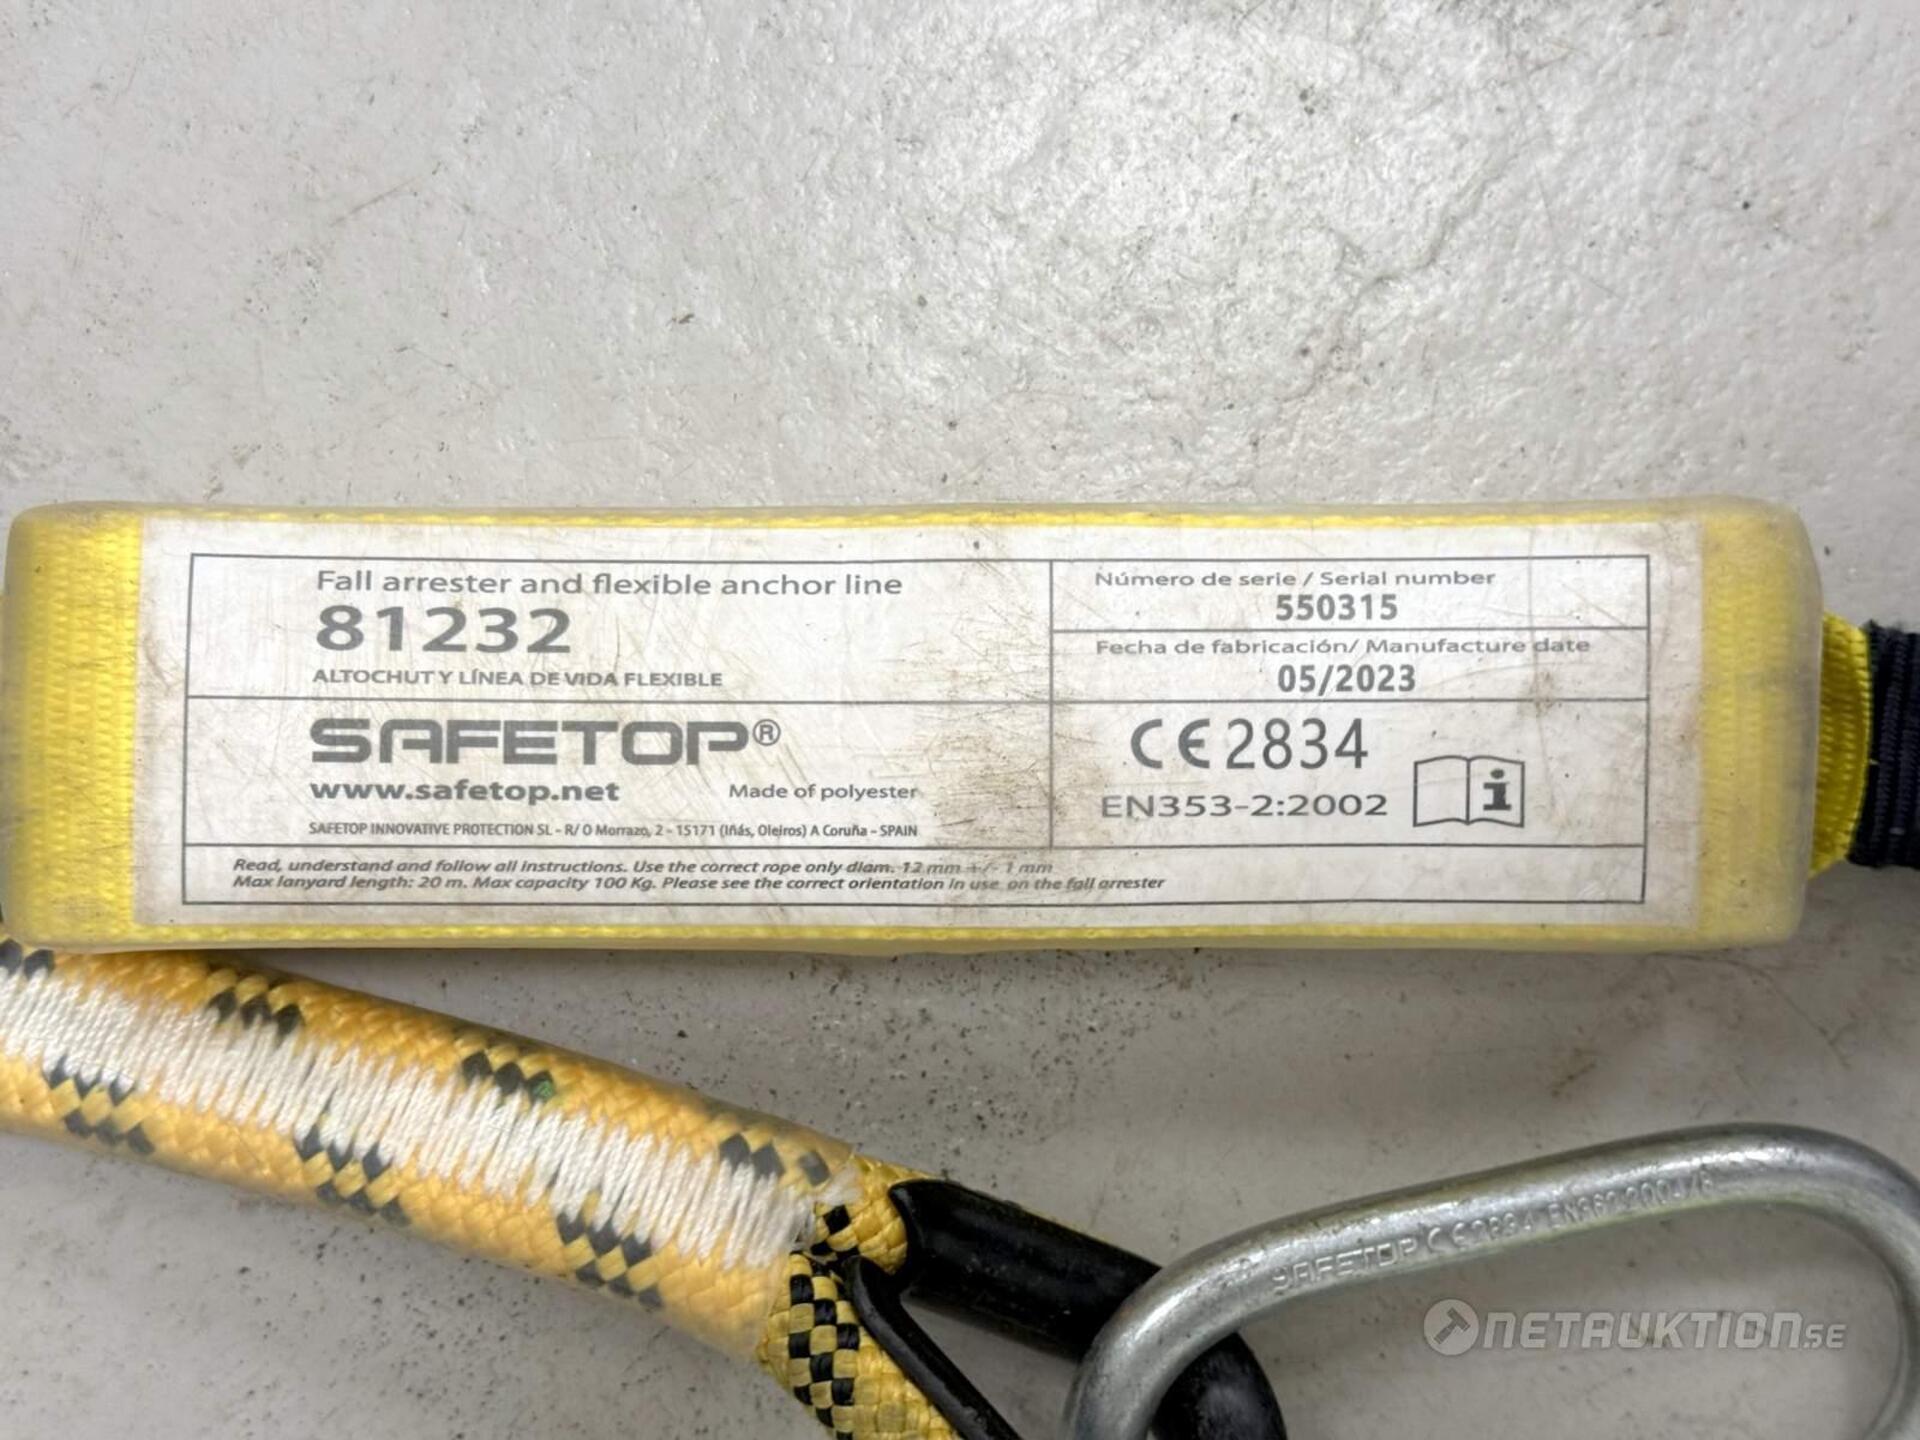 Fall arrester and flexible anchor line
81232
ALTOCHUT Y LÍNEA DE VIDA FLEXIBLE
Número de serie / Serial number
550315
Fecha de fabricación/ Manufacture date
05/2023
SAFETOP®
www.safetop.net Made of polyester
SAFETOP INNOVATIVE PROTECTION SL - R/ O Morrazo, 2 - 15171 (Iñás, Oleiros) A Coruña - SPAIN
CE 2834
EN353-2:2002
i
Read, understand and follow all instructions. Use the correct rope only diam. 12 mm +/- 1 mm
Max lanyard length: 20 m. Max capacity 100 Kg. Please see the correct orientation in use on the fall arrester
SAFETOP CE2834 EN362:2004/B
NETAUKTION.SE